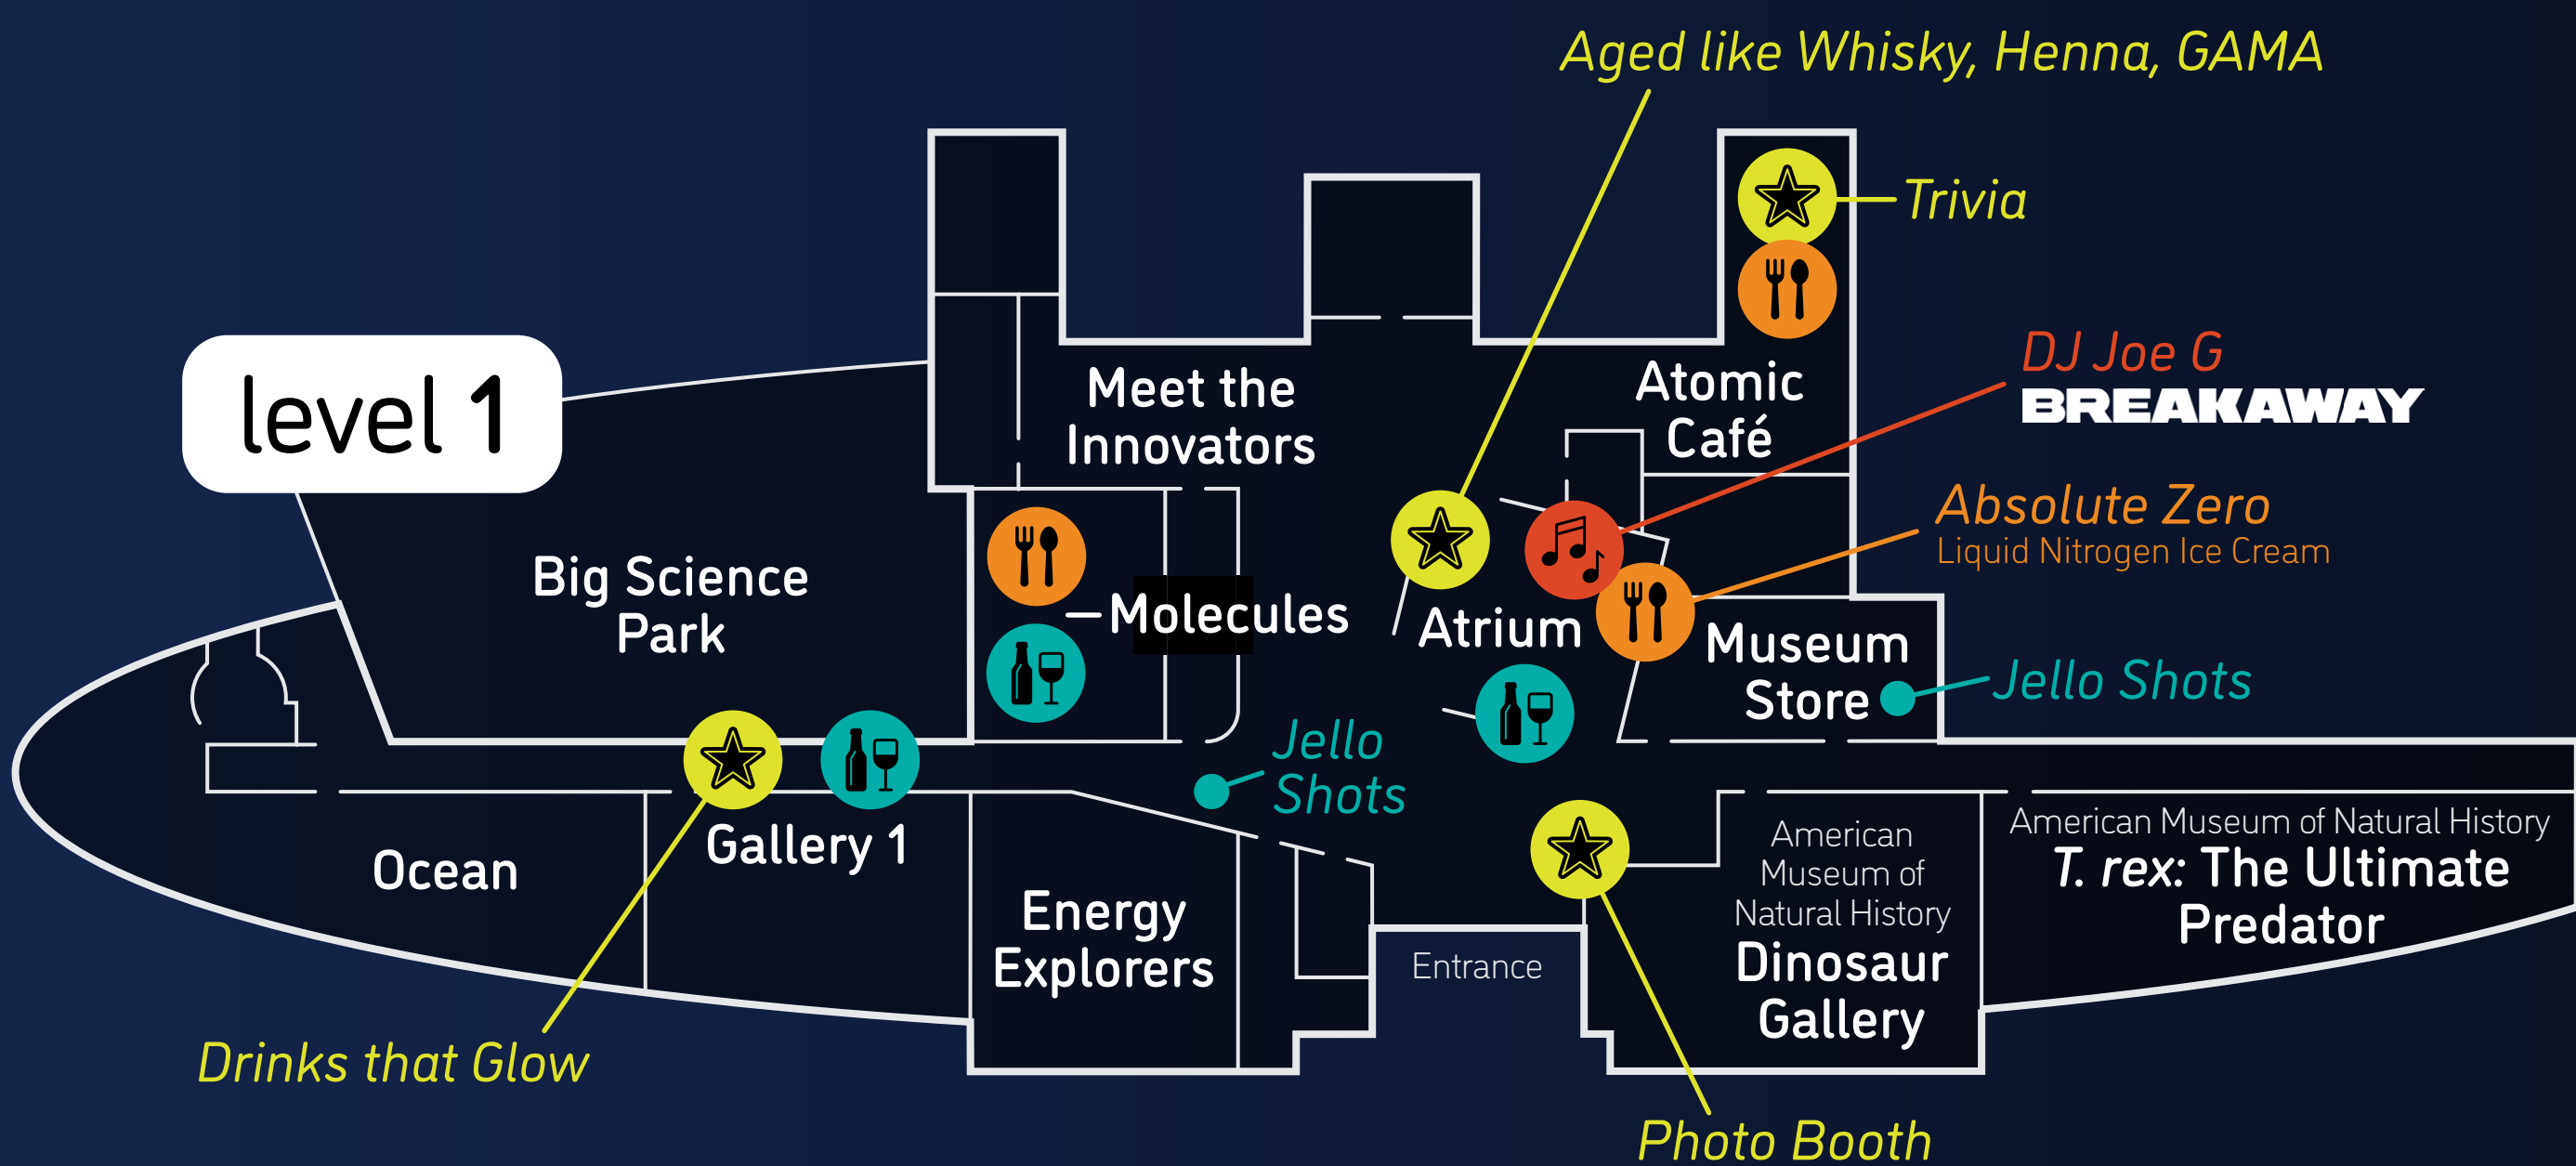 Aged like Whisky, Henna, GAMA
Trivia
level 1
DJ Joe G
BREAKAWAY
Meet the
Innovators
Atomic
Café
Absolute Zero
Liquid Nitrogen Ice Cream
Big Science
Park
Molecules
Atrium
Museum
Store
Jello Shots
Jello
Shots
Ocean
Gallery 1
Energy
Explorers
Entrance
American
Museum of
Natural History
Dinosaur
Gallery
American Museum of Natural History
T. rex: The Ultimate
Predator
Drinks that Glow
Photo Booth